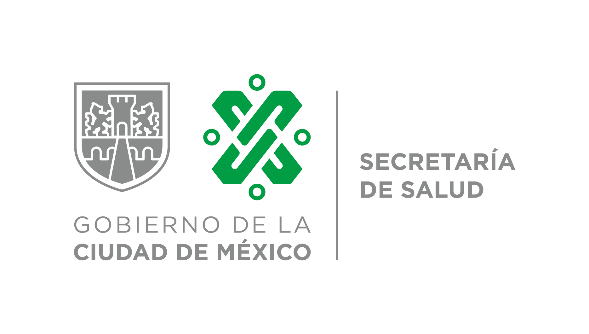 GOBIERNO DE LA
CIUDAD DE MÉXICO
SECRETARÍA
DE SALUD